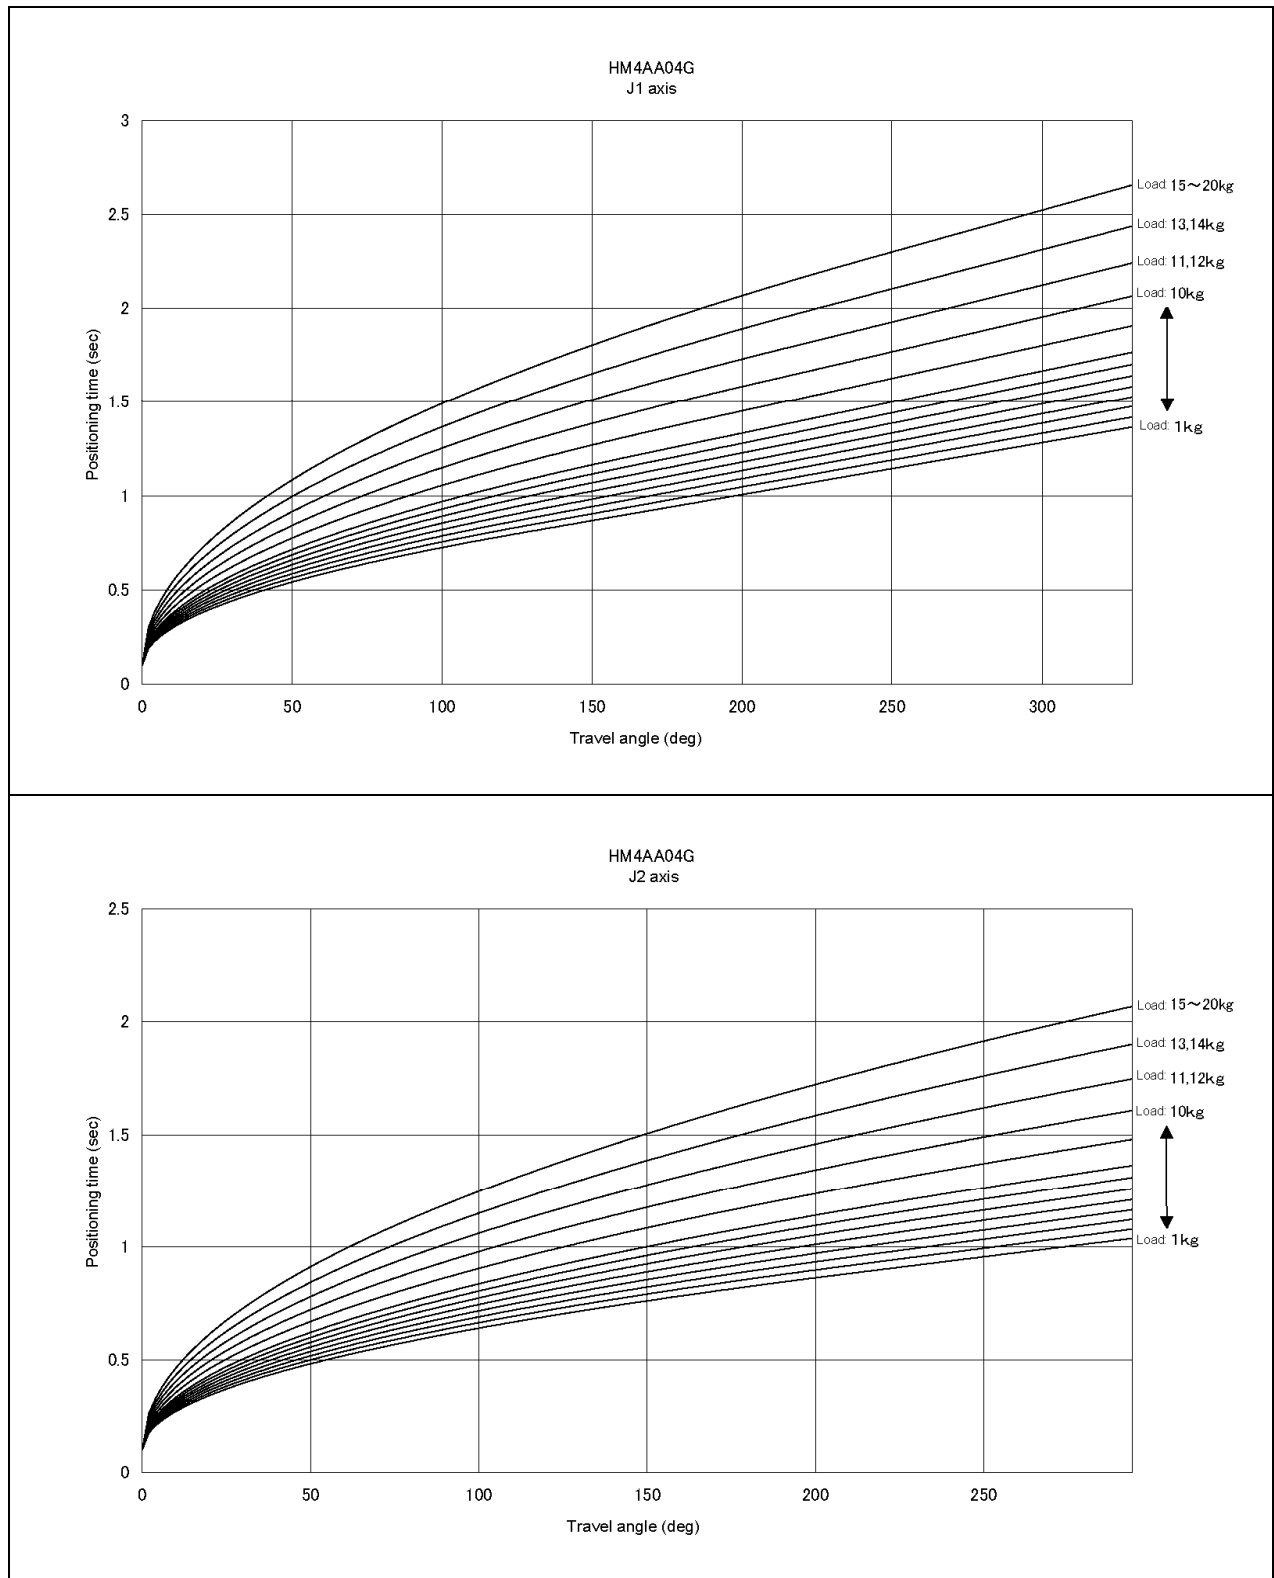 HM4AA04G
J1 axis
3
2.5
2
1.5
1
0.5
0
Positioning time (sec)
Load: 15～20kg
Load: 13,14kg
Load: 11,12kg
Load: 10kg
Load: 1kg
0 50 100 150 200 250 300
Travel angle (deg)
HM4AA04G
J2 axis
2.5
2
1.5
1
0.5
0
Positioning time (sec)
Load: 15～20kg
Load: 13,14kg
Load: 11,12kg
Load: 10kg
Load: 1kg
0 50 100 150 200 250
Travel angle (deg)